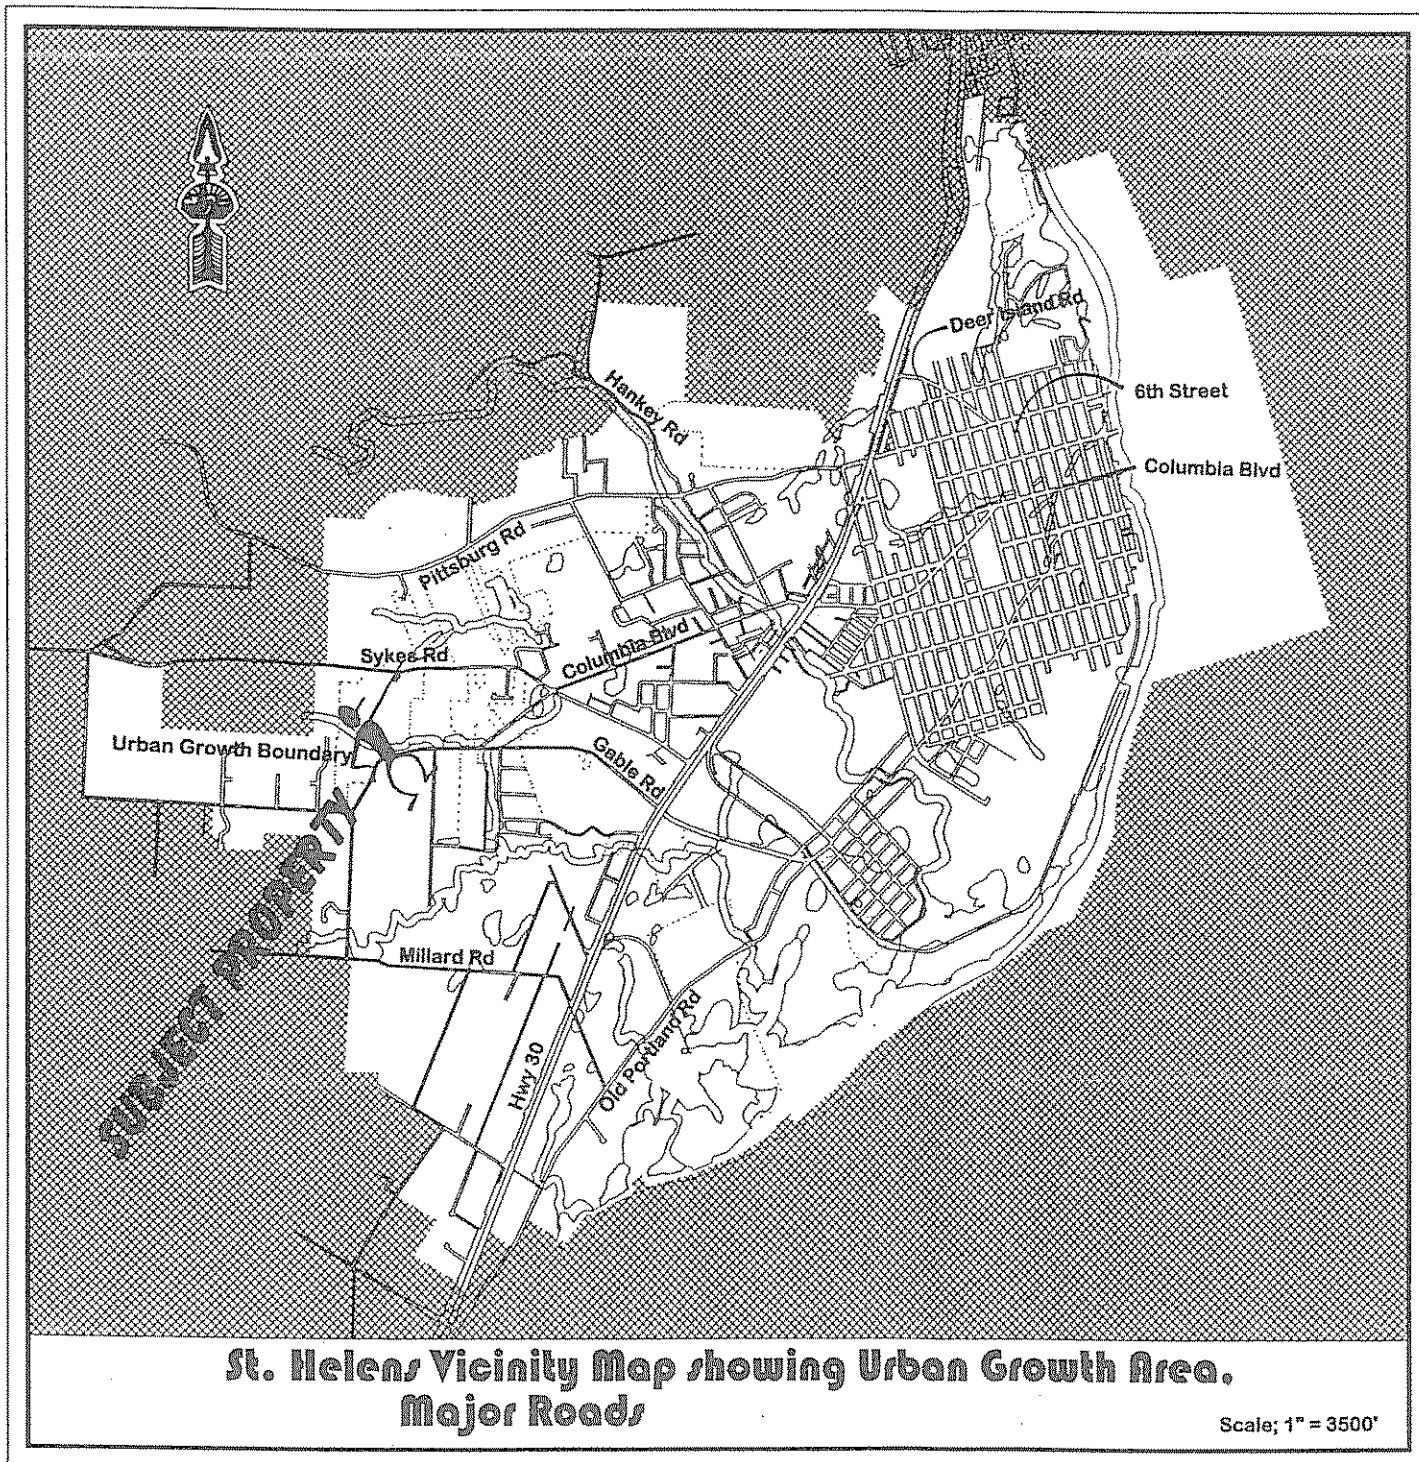 Deer Island Rd
6th Street
Hankey Rd
Columbia Blvd
Pittsburg Rd
Columbia Blvd
Sykes Rd
Urban Growth Boundary
Gable Rd
SUBJECT PROPERTY
Millard Rd
Old Portland Rd
Hwy 30
St. Helens Vicinity Map showing Urban Growth Area.
Major Roads
Scale; 1" = 3500'